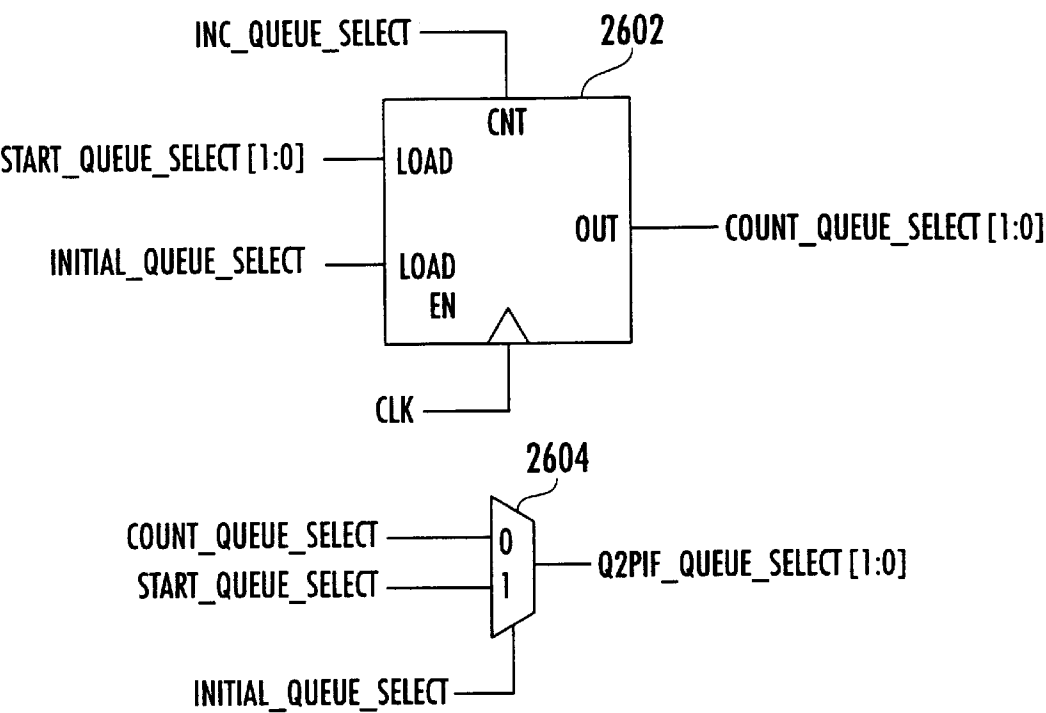 INC_QUEUE_SELECT
2602
CNT
START_QUEUE_SELECT [1:0]
LOAD
OUT
COUNT_QUEUE_SELECT [1:0]
INITIAL_QUEUE_SELECT
LOAD
EN
CLK
2604
COUNT_QUEUE_SELECT
0
START_QUEUE_SELECT
1
Q2PIF_QUEUE_SELECT [1:0]
INITIAL_QUEUE_SELECT